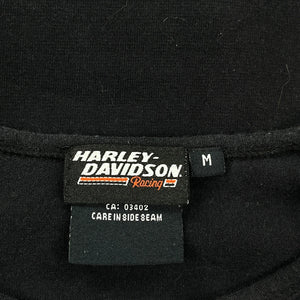 HARLEY-
DAVIDSON
Racing
M
CA: 03402
CARE IN SIDE SEAM